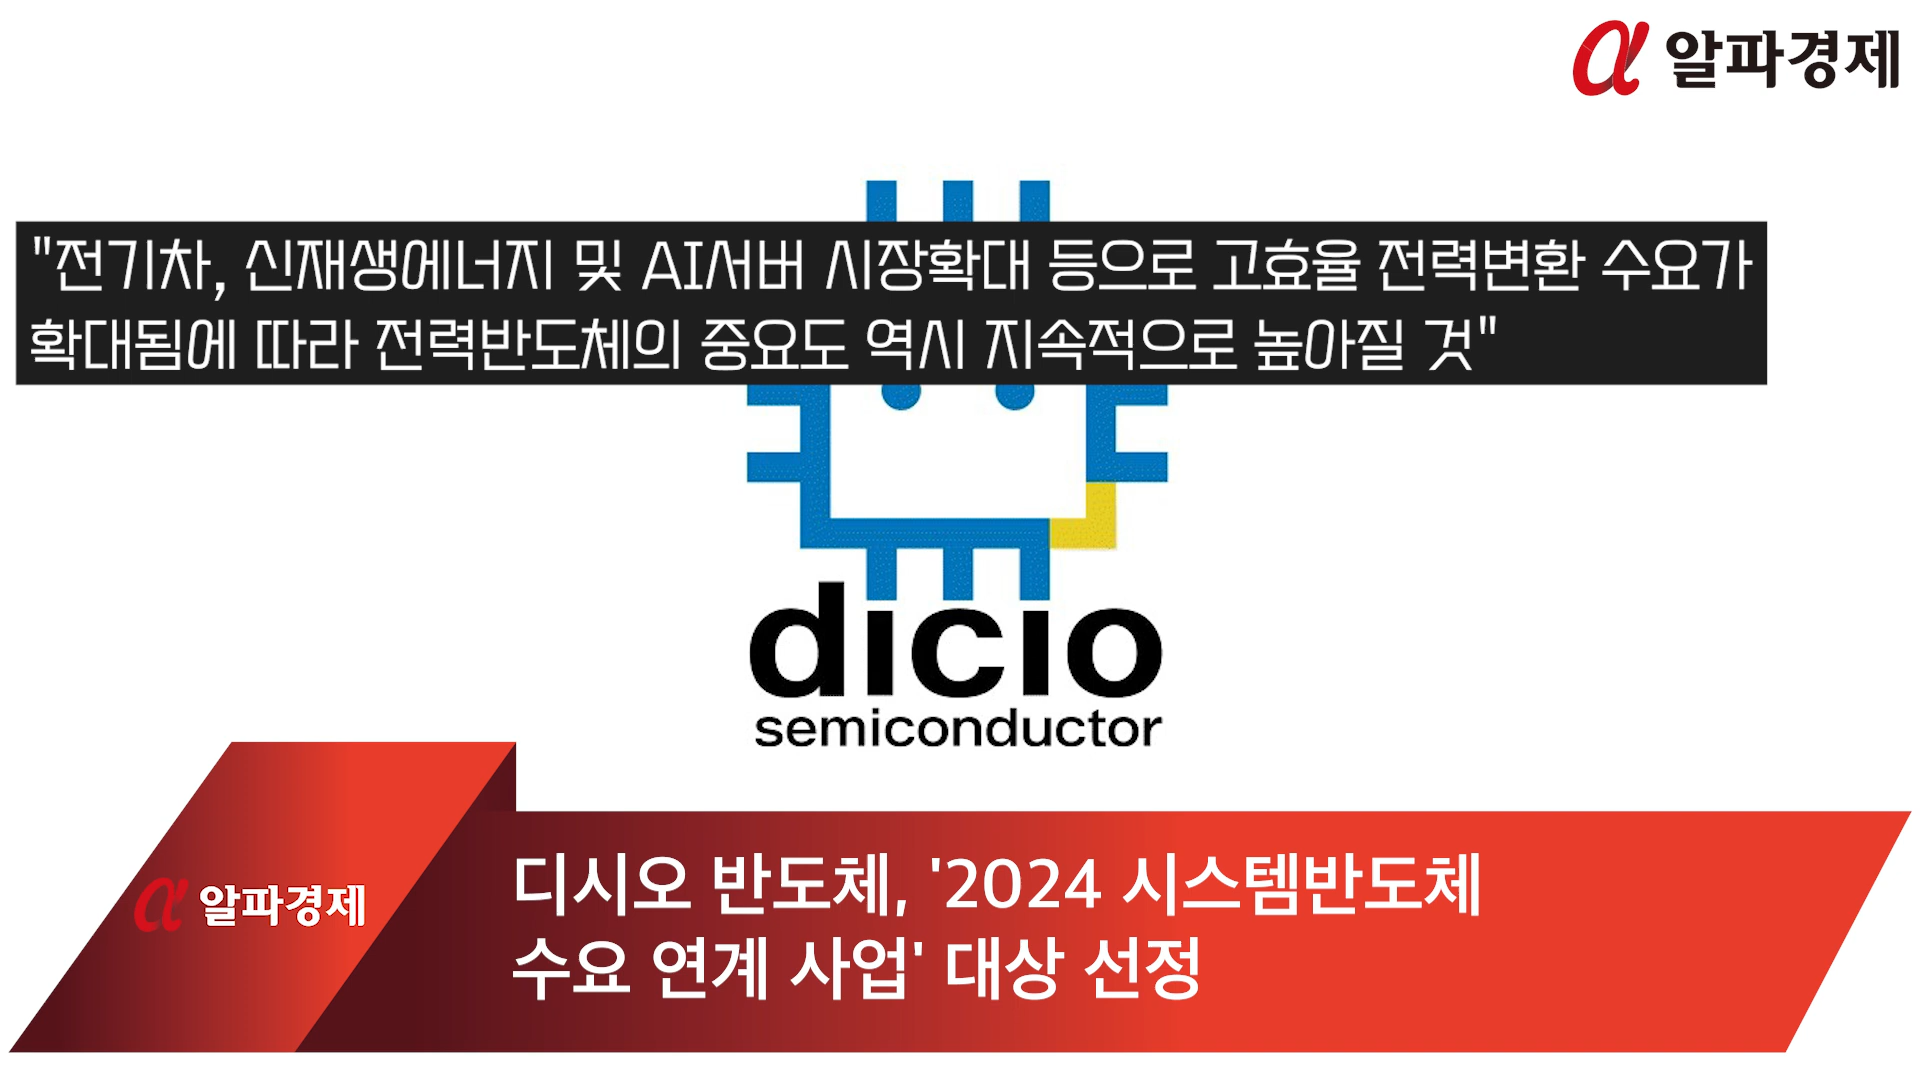 알파경제
"전기차, 신재생에너지 및 AI서버 시장확대 등으로 고효율 전력변환 수요가
확대됨에 따라 전력반도체의 중요도 역시 지속적으로 높아질 것"
dicio
semiconductor
알파경제
디시오 반도체, '2024 시스템반도체
수요 연계 사업' 대상 선정